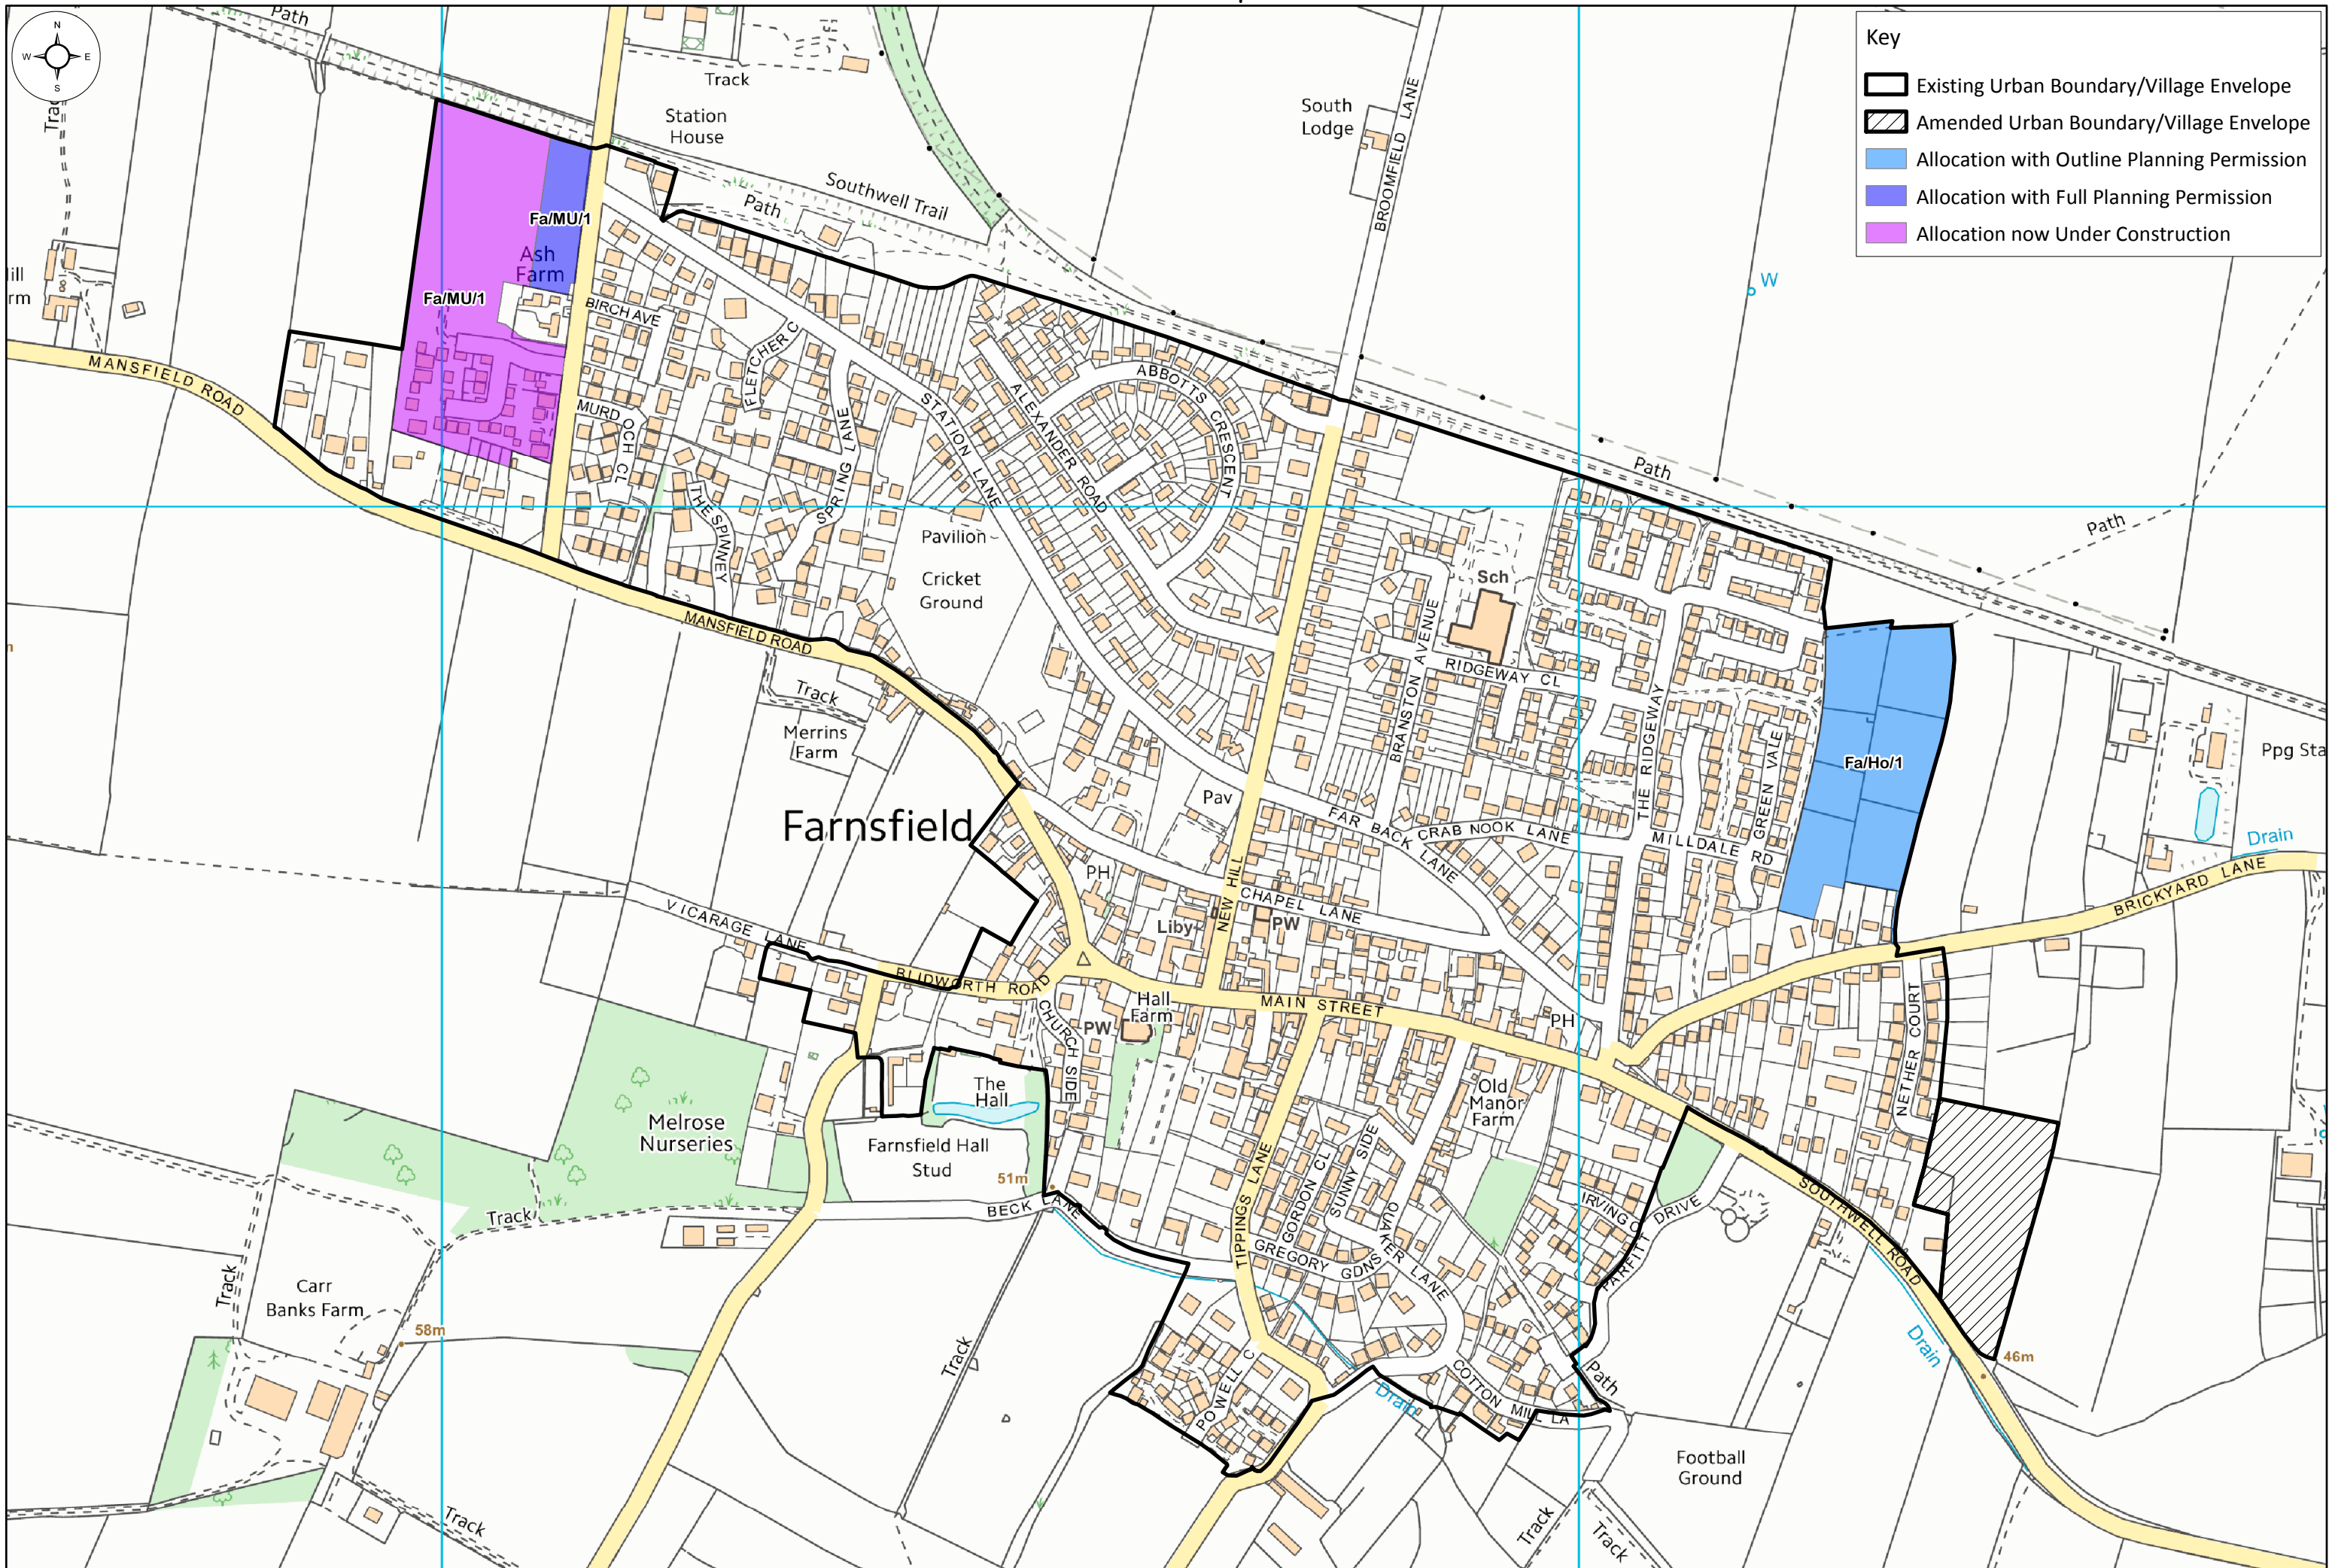 Path
N
W
E
S
Track
Station
House
South
Lodge
BROOMFIELD LANE
Key
Existing Urban Boundary/Village Envelope
Amended Urban Boundary/Village Envelope
Allocation with Outline Planning Permission
Allocation with Full Planning Permission
Allocation now Under Construction
Southwell Trail
Path
Fa/MU/1
Ash
Farm
Fa/MU/1
W
BIRCH AVE
FLETCHER C
MANSFIELD ROAD
MURDOCH CL
SPRING LANE
STATION LANE
ALEXANDER ROAD
ABBOTTS CRESCENT
THE SPINNEY
Path
Path
Pavilion
Cricket
Ground
Sch
MANSFIELD ROAD
BRANSTON AVENUE
RIDGEWAY CL
THE RIDGEWAY
GREEN VALE
Track
Merrins
Farm
Fa/Ho/1
Ppg Sta
Pav
Farnsfield
FAR BACK LANE
CRAB NOOK LANE
MILLDALE RD
Drain
BRICKYARD LANE
PH
NEW HILL
CHAPEL LANE
Liby
PW
VICARAGE LANE
BLIDWORTH ROAD
MAIN STREET
Hall
Farm
PW
CHURCH SIDE
PH
NETHER COURT
The
Hall
Old
Manor
Farm
Melrose
Nurseries
Farnsfield Hall
Stud
51m
BECK LANE
TIPPINGS LANE
GORDON CL
SUNNY SIDE
QUAKER LANE
GREGORY GDNS
IRVING C
PARFITT DRIVE
SOUTHWELL ROAD
Track
Track
Carr
Banks Farm
58m
Track
POWELL C
COTTON MILL LA
Path
Drain
Drain
46m
Football
Ground
Track
Track
Track